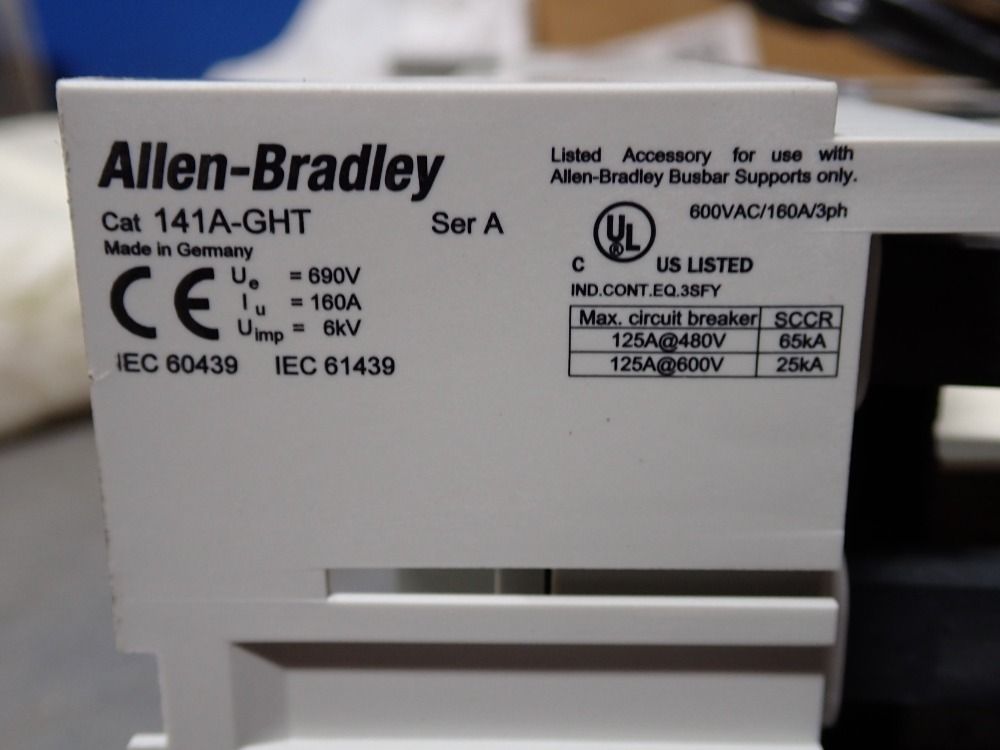 Allen-Bradley
Cat 141A-GHT Ser A
Made in Germany
CE
Ue = 690V
Iu = 160A
Uimp = 6kV
IEC 60439 IEC 61439
Listed Accessory for use with
Allen-Bradley Busbar Supports only.
600VAC/160A/3ph
UL ®
C US LISTED
IND.CONT.EQ.3SFY
Max. circuit breaker SCCR
125A@480V 65kA
125A@600V 25kA